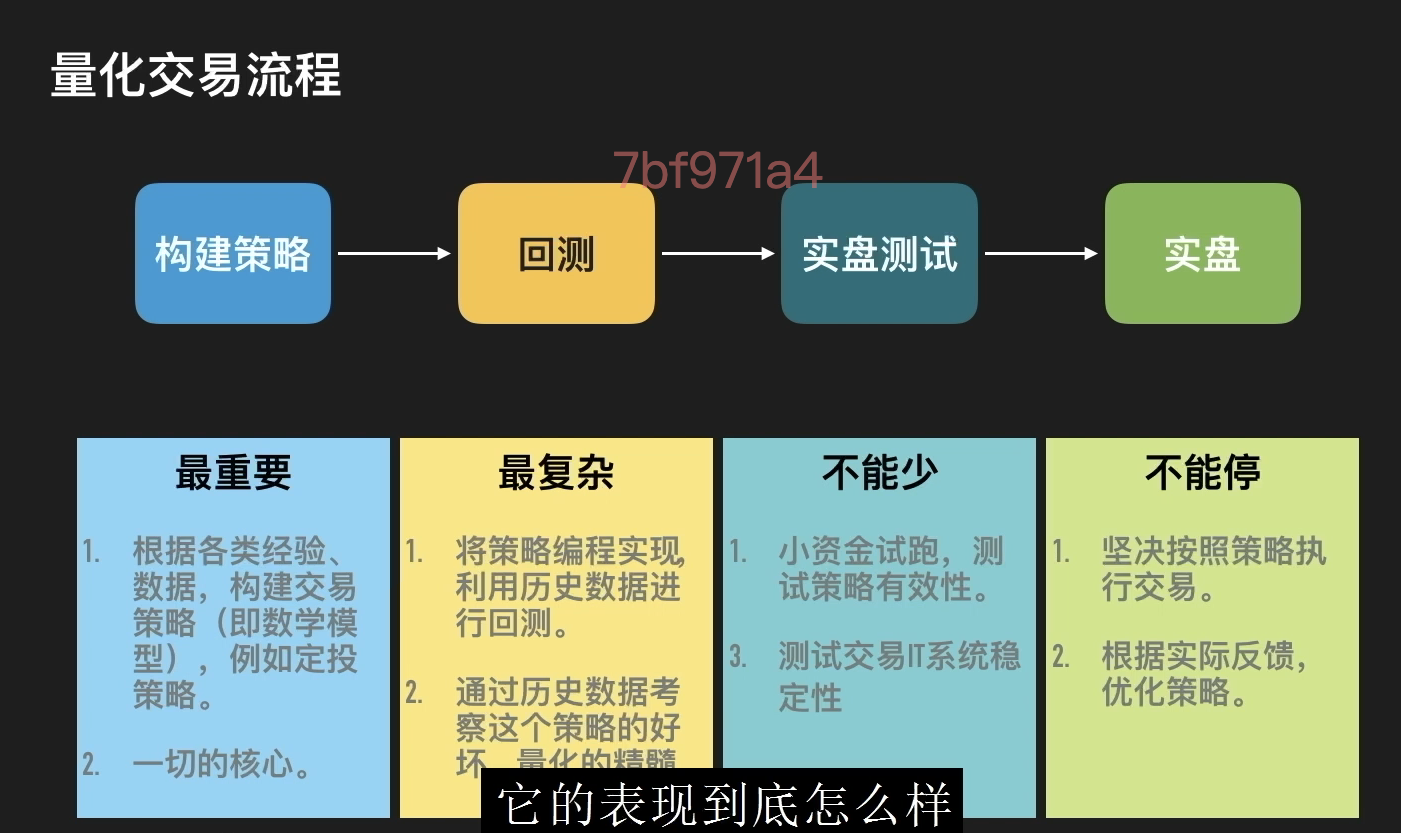 量化交易流程
7bf971a4
构建策略
回测
实盘测试
实盘
最重要
1. 根据各类经验、
数据，构建交易
策略（即数学模
型），例如定投
策略。
2. 一切的核心。
最复杂
1. 将策略编程实现,
利用历史数据进
行回测。
2. 通过历史数据考
察这个策略的好
坏，量化的精髓
不能少
1. 小资金试跑，测
试策略有效性。
3. 测试交易IT系统稳
定性
不能停
1. 坚决按照策略执
行交易。
2. 根据实际反馈，
优化策略。
它的表现到底怎么样